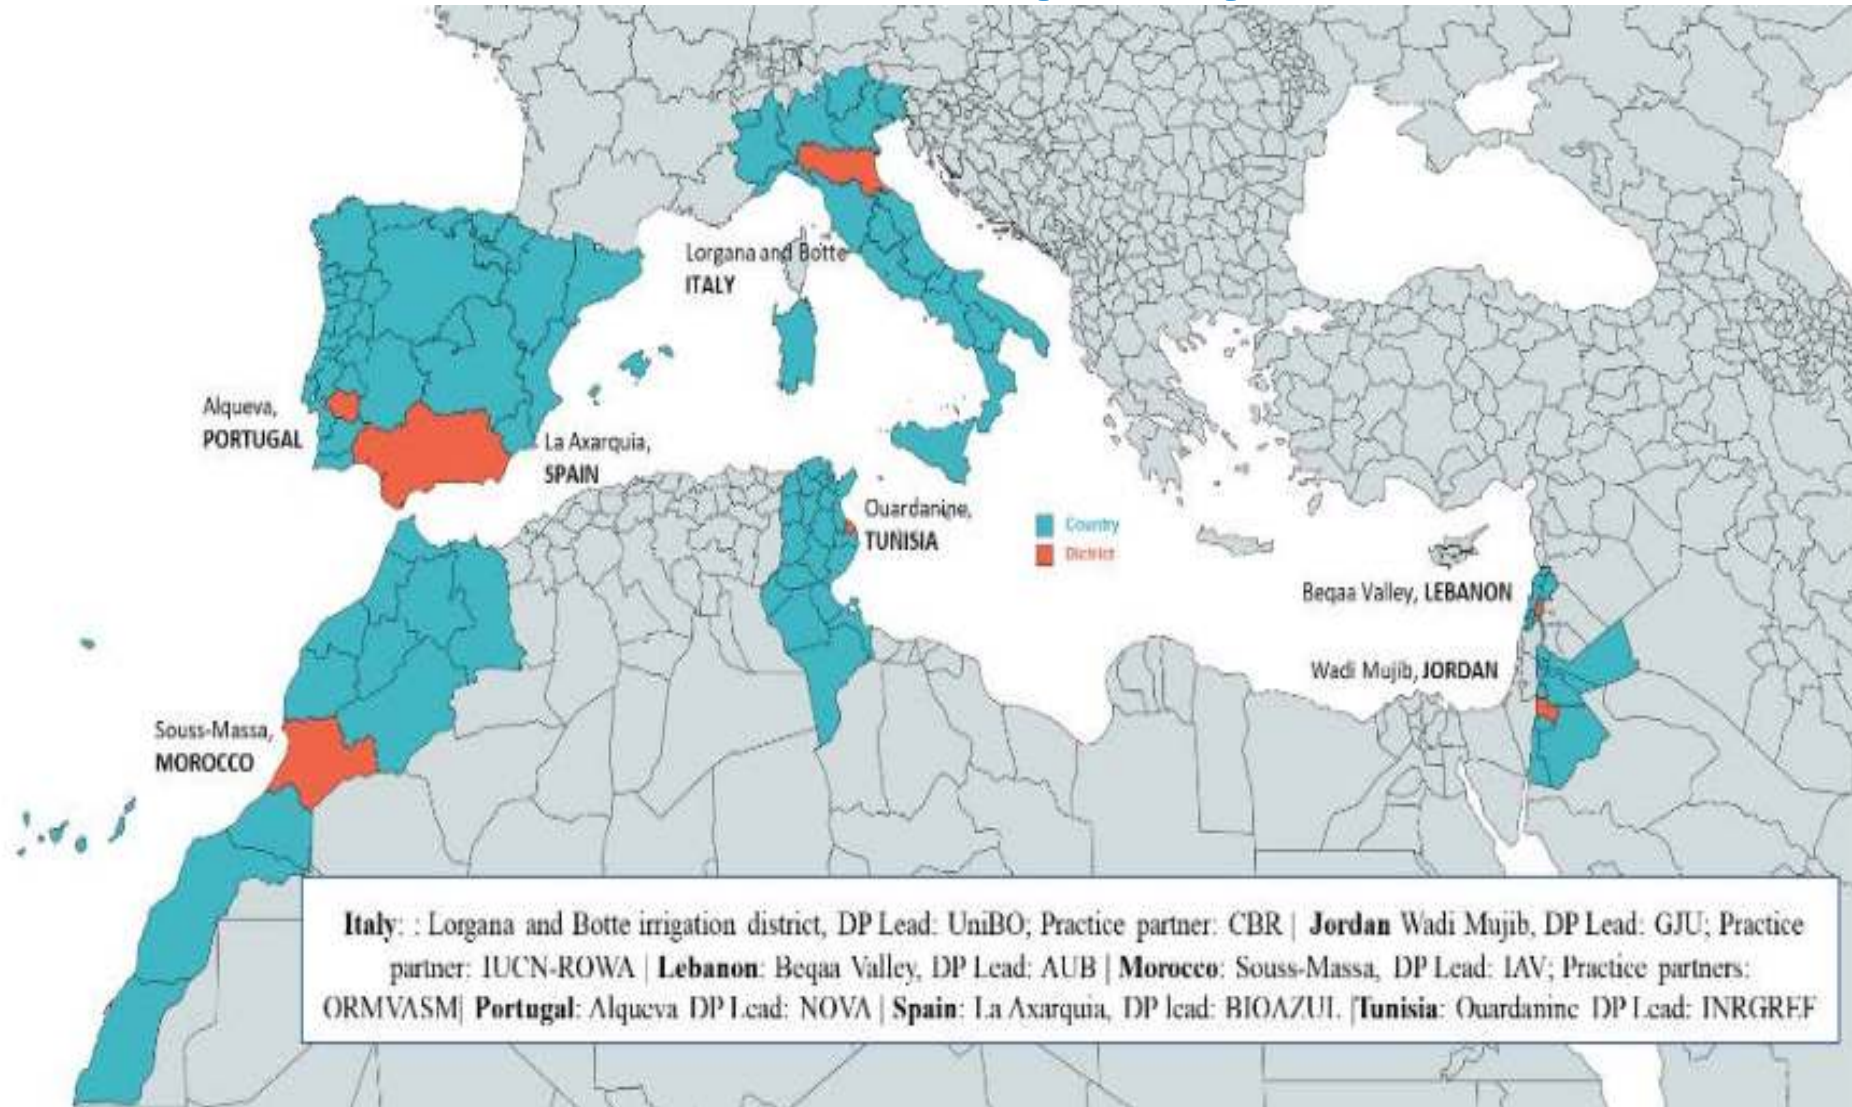 Lorgana and Botte
ITALY
Alqueva,
PORTUGAL
La Axarquia,
SPAIN
Ouardanine,
TUNISIA
Country
District
Beqaa Valley, LEBANON
Wadi Mujib, JORDAN
Souss-Massa,
MOROCCO
Italy: : Lorgana and Botte irrigation district, DP Lead: UniBO; Practice partner: CBR | Jordan Wadi Mujib, DP Lead: GJU; Practice
partner: IUCN-ROWA | Lebanon: Beqaa Valley, DP Lead: AUB | Morocco: Souss-Massa, DP Lead: IAV; Practice partners:
ORMVASM| Portugal: Alqueva DP Lead: NOVA | Spain: La Axarquia, DP lead: BIOAZUL |Tunisia: Ouardanine DP Lead: INRGREF